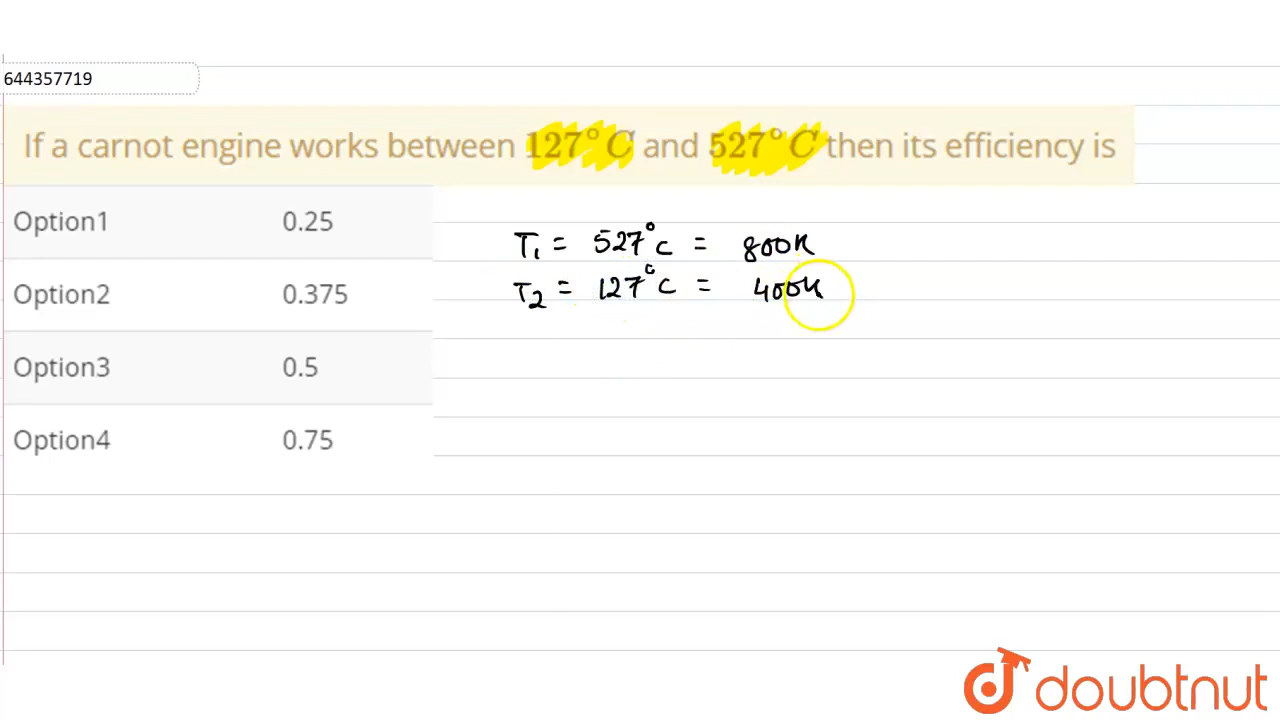 644357719
If a carnot engine works between 127° C and 527° C then its efficiency is
Option1 0.25
T₁ = 527°C = 800K
Option2 0.375
T₂ = 127°C = 400K
Option3 0.5
Option4 0.75
doubtnut